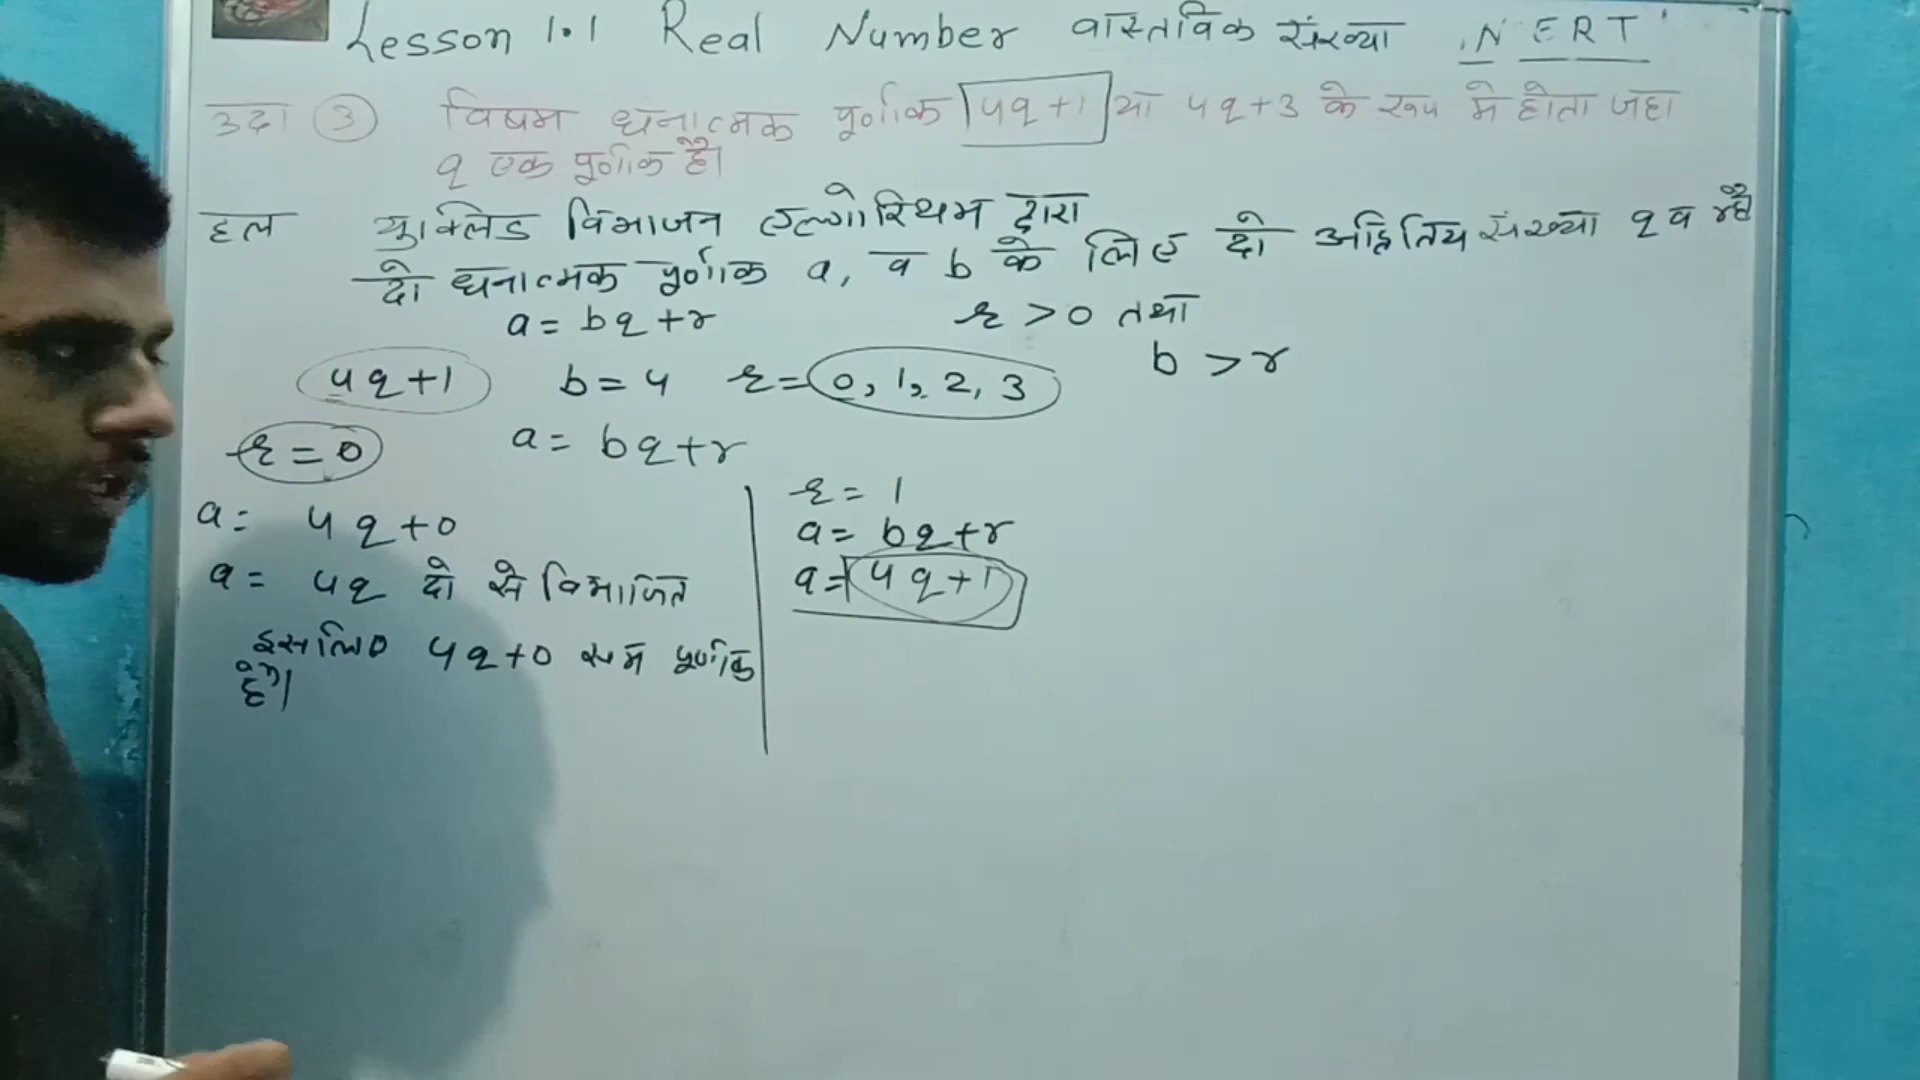 Lesson 1.1 Real Number वास्तविक संख्या NERT
उदा ③ विषम धनात्मक पूर्णांक 4q+1 या 4q+3 के रूप मे होता जहा
q एक पूर्णांक है।
हल युक्लिड विभाजन एल्गोरिथम द्वारा
दो धनात्मक पूर्णांक a, व b के लिए दो अद्वितिय संख्या q व r है
a = bq+r r > 0 तथा
b > r
4q+1 b = 4 r = 0, 1, 2, 3
r = 0 a = bq+r
a = 4q+0
a = 4q दो से विभाजित
इसलिए 4q+0 सम पूर्णांक
है।
r = 1
a = bq+r
a = 4q+1